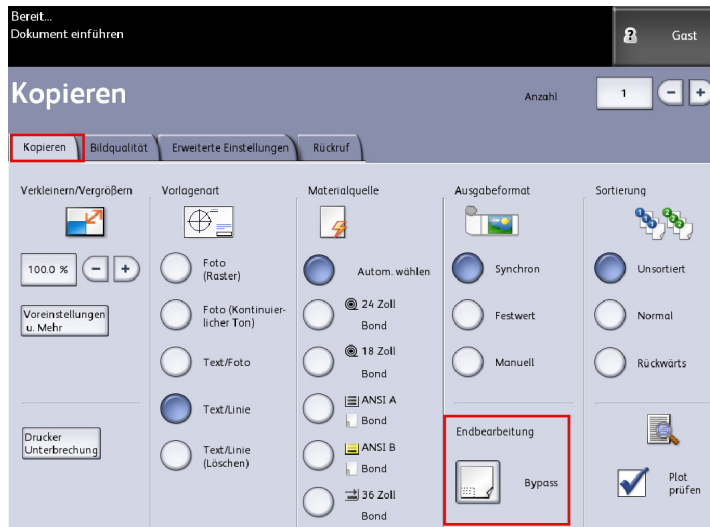 Bereit...
Dokument einführen
Gast
Kopieren
Anzahl
1
-
+
Kopieren
Bildqualität
Erweiterte Einstellungen
Rückruf
Verkleinern/Vergrößern
100.0 %
-
+
Voreinstellungen
u. Mehr
Drucker
Unterbrechung
Vorlagenart
Foto
(Raster)
Foto (Kontinuier-
licher Ton)
Text/Foto
Text/Linie
Text/Linie
(Löschen)
Materialquelle
Autom. wählen
24 Zoll
Bond
18 Zoll
Bond
ANSI A
Bond
ANSI B
Bond
36 Zoll
Bond
Ausgabeformat
Synchron
Festwert
Manuell
Endbearbeitung
Bypass
Sortierung
Unsortiert
Normal
Rückwärts
Plot
prüfen